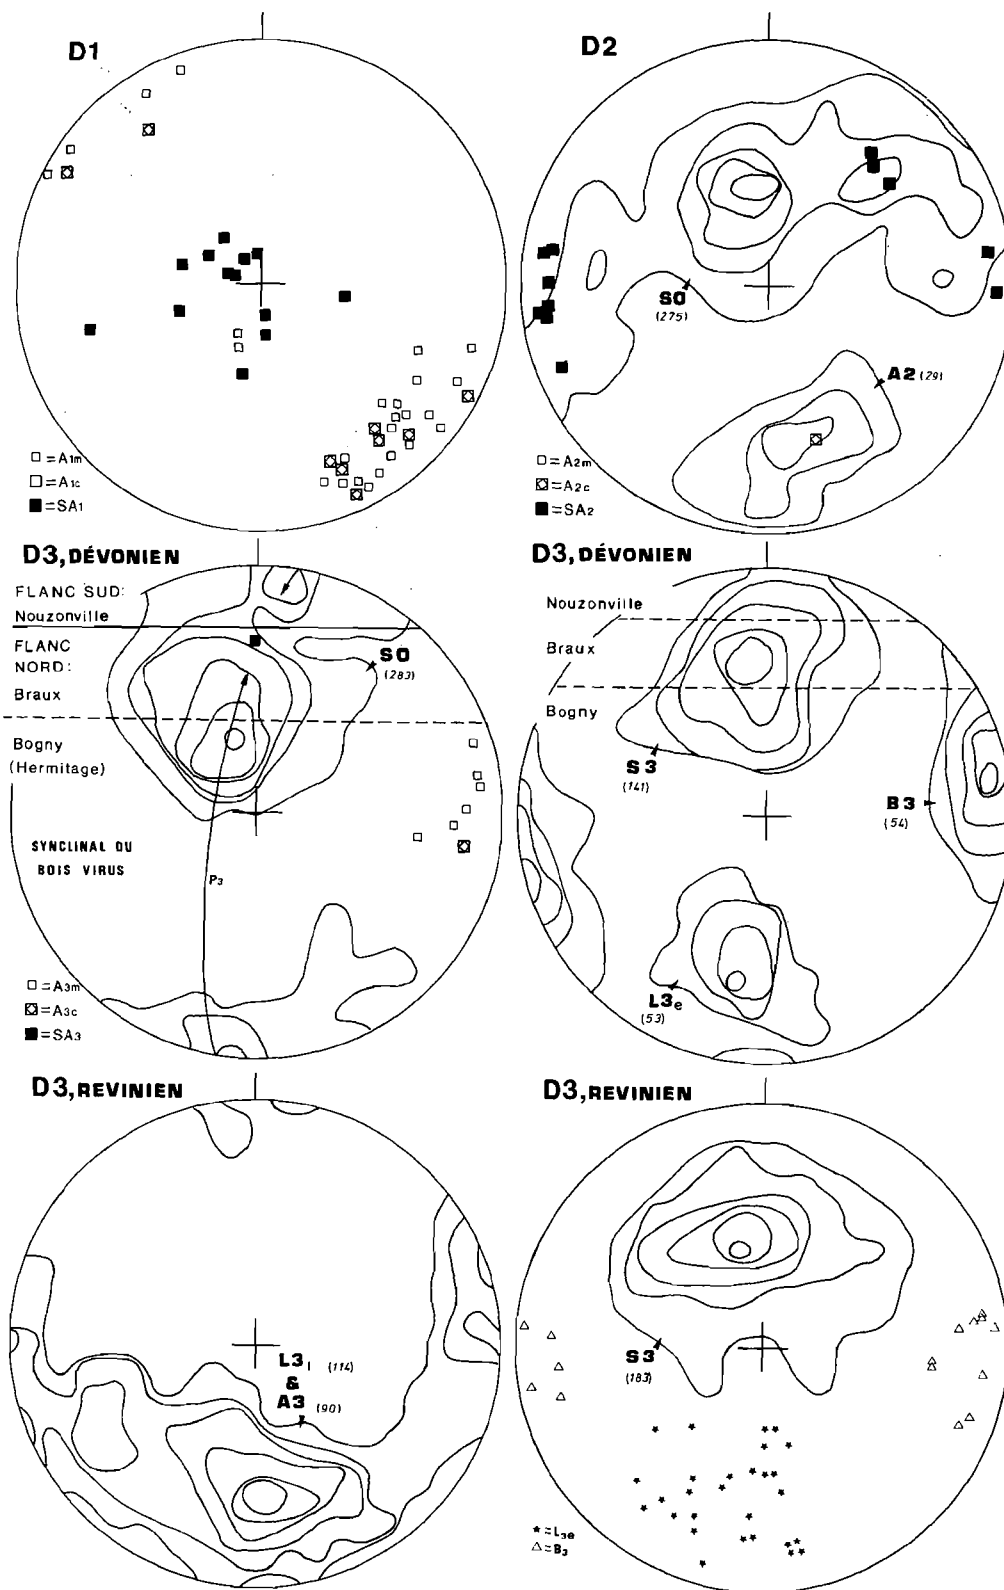 D1
□ = A1m
□ = A1c
■ = SA1
D2
S0
(275)
A2 (29)
□ = A2m
◇ = A2c
■ = SA2
D3, DÉVONIEN
FLANC SUD:
Nouzonville
FLANC
NORD:
Braux
Bogny
(Hermitage)
S0
(283)
SYNCLINAL DU
BOIS VIRUS
P3
□ = A3m
◇ = A3c
■ = SA3
D3, DÉVONIEN
Nouzonville
Braux
Bogny
S3
(141)
B3
(54)
L3e
(53)
D3, REVINIEN
L3i (114)
&
A3 (90)
D3, REVINIEN
S3
(183)
★ = L3e
△ = B3